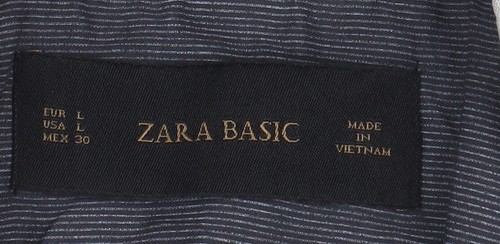 EUR L
USA L
MEX 30
ZARA BASIC
MADE
IN
VIETNAM